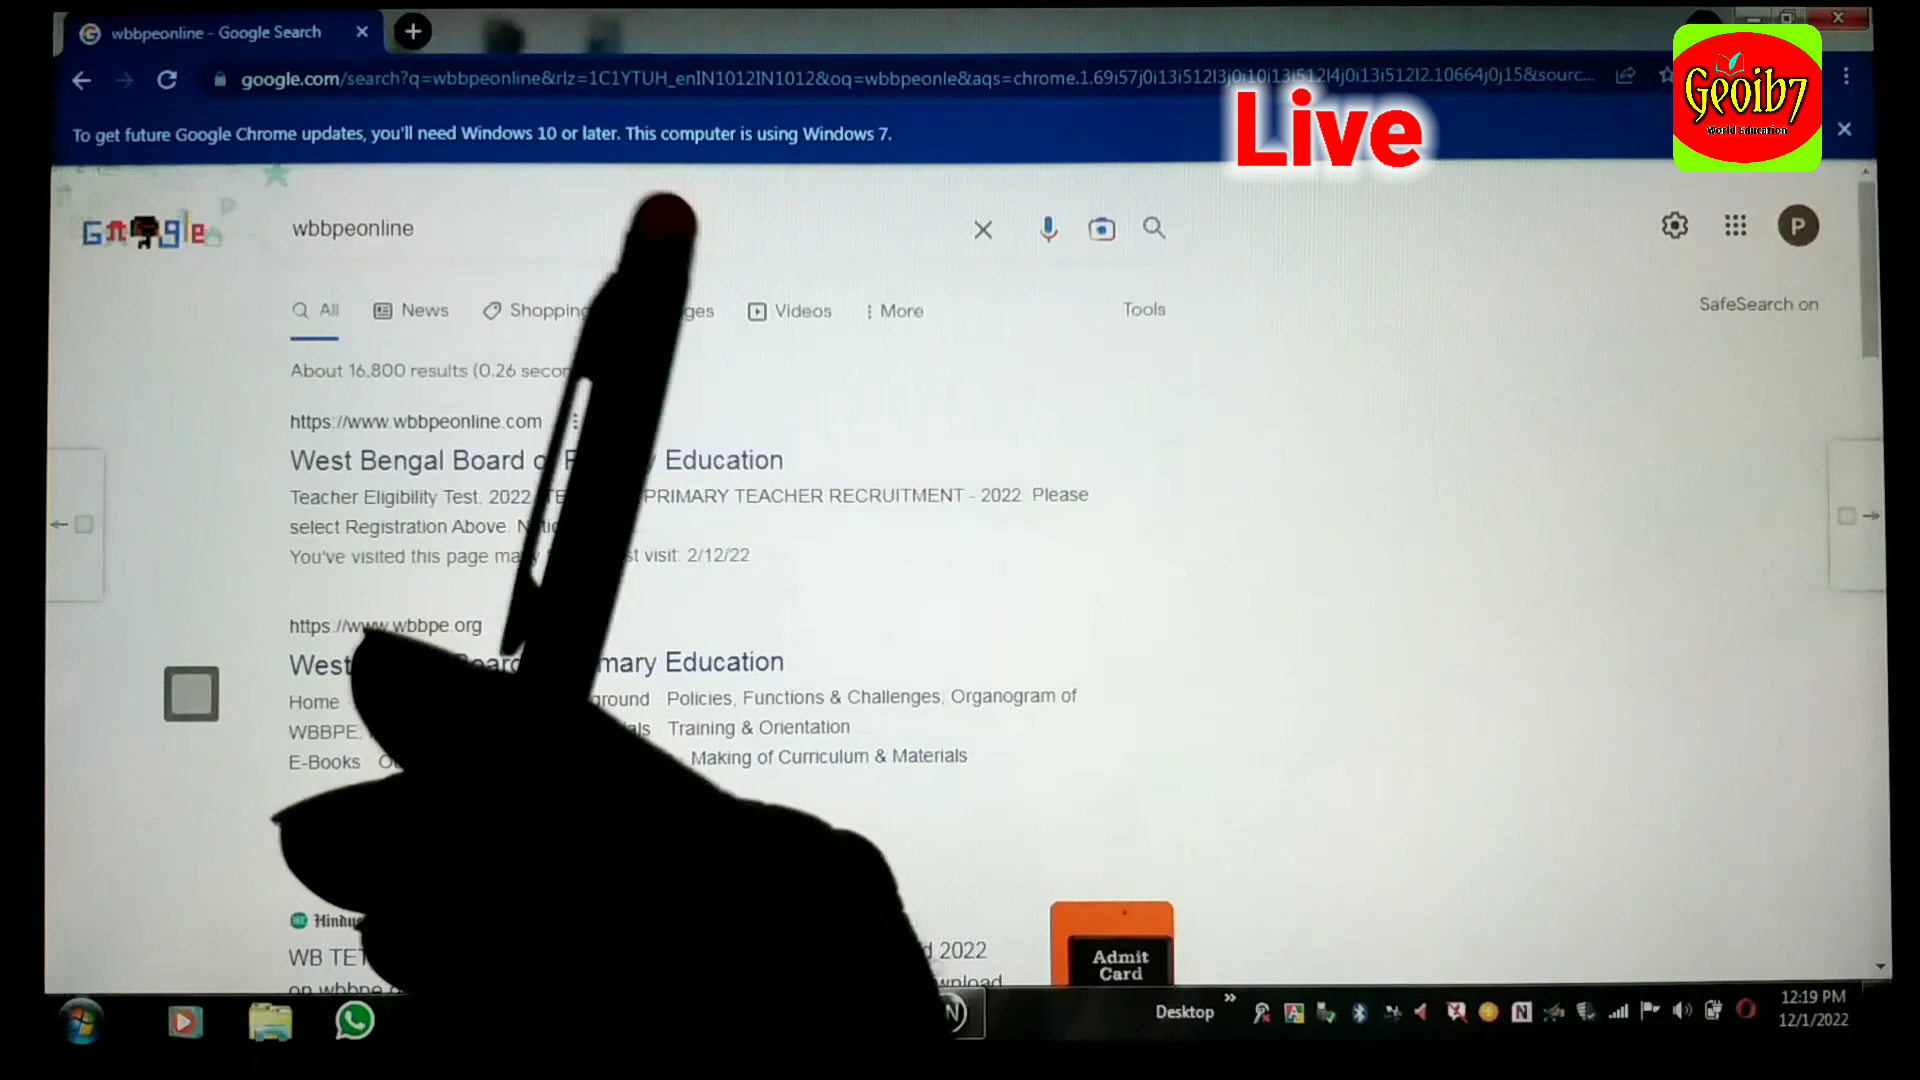 wbbpeonline - Google Search
google.com/search?q=wbbpeonline&rlz=1C1YTUH_enIN1012IN1012&oq=wbbpeonle&aqs=chrome.1.69i57j0i13i512l3j0i10i13i512l4j0i13i512l2.10664j0j15&sourc...
To get future Google Chrome updates, you'll need Windows 10 or later. This computer is using Windows 7.
Live
Geoib7
World Education
Google
wbbpeonline
P
All News Shopping Videos More Tools
SafeSearch on
About 16,800 results (0.26
https://www.wbbpeonline.com
West Bengal Board Education
Teacher Eligibility Test, 2022 PRIMARY TEACHER RECRUITMENT - 2022. Please
select Registration Above.
You've visited this page visit: 2/12/22
https://www.wbbpe.org
West Education
Home Policies, Functions & Challenges, Organogram of
WBBPE, Training & Orientation
E-Books Making of Curriculum & Materials
WB TET 2022
on
Admit
Card
N
Desktop
12:19 PM
12/1/2022